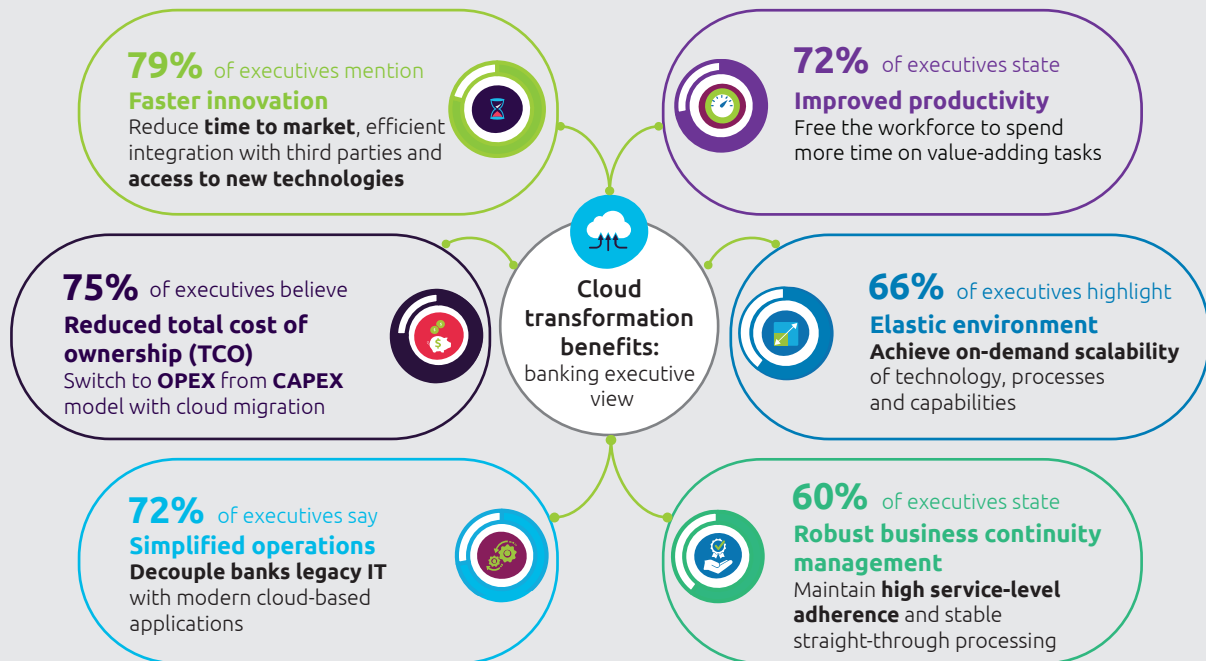 79% of executives mention
Faster innovation
Reduce time to market, efficient
integration with third parties and
access to new technologies
72% of executives state
Improved productivity
Free the workforce to spend
more time on value-adding tasks
75% of executives believe
Reduced total cost of
ownership (TCO)
Switch to OPEX from CAPEX
model with cloud migration
Cloud
transformation
benefits:
banking executive
view
66% of executives highlight
Elastic environment
Achieve on-demand scalability
of technology, processes
and capabilities
72% of executives say
Simplified operations
Decouple banks legacy IT
with modern cloud-based
applications
60% of executives state
Robust business continuity
management
Maintain high service-level
adherence and stable
straight-through processing